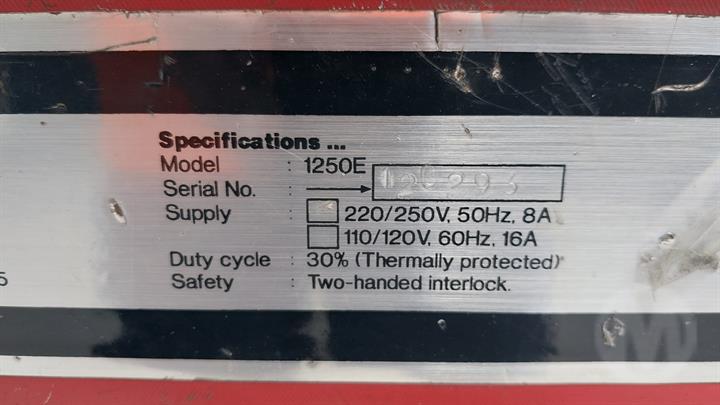 Specifications ...
Model : 1250E
Serial No. :
Supply : 220/250V, 50Hz, 8A
110/120V, 60Hz, 16A
Duty cycle : 30% (Thermally protected)
Safety : Two-handed interlock.
5